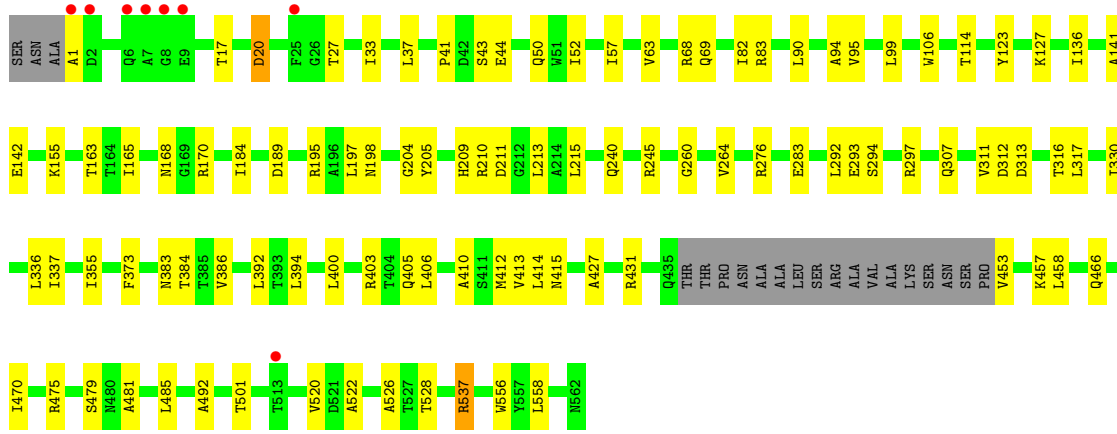 SER ASN ALA A1 D2 Q6 A7 G8 E9 T17 D20 F25 G26 T27 I33 L37 P41 D42 S43 E44 Q50 W51 I52 I57 V63 R68 Q69 I82 R83 L90 A94 V95 L99 W106 T114 Y123 K127 I136 A141
E142 K155 T163 T164 I165 N168 G169 R170 I184 D189 R195 A196 L197 N198 G204 Y205 H209 R210 D211 G212 L213 A214 L215 Q240 R245 G260 V264 R276 E283 L292 E293 S294 R297 Q307 V311 D312 D313 T316 L317 I330
L336 I337 I355 F373 N383 T384 T385 V386 L392 T393 L394 L400 R403 T404 Q405 L406 A410 S411 M412 V413 L414 N415 A427 R431 Q435 THR THR PRO ASN ALA ALA LEU SER ARG ALA VAL ALA LYS SER ASN SER PRO V453 K457 L458 Q466
I470 R475 S479 N480 A481 L485 A492 T501 T513 V520 D521 A522 A526 T527 T528 R537 W556 Y557 L558 N562